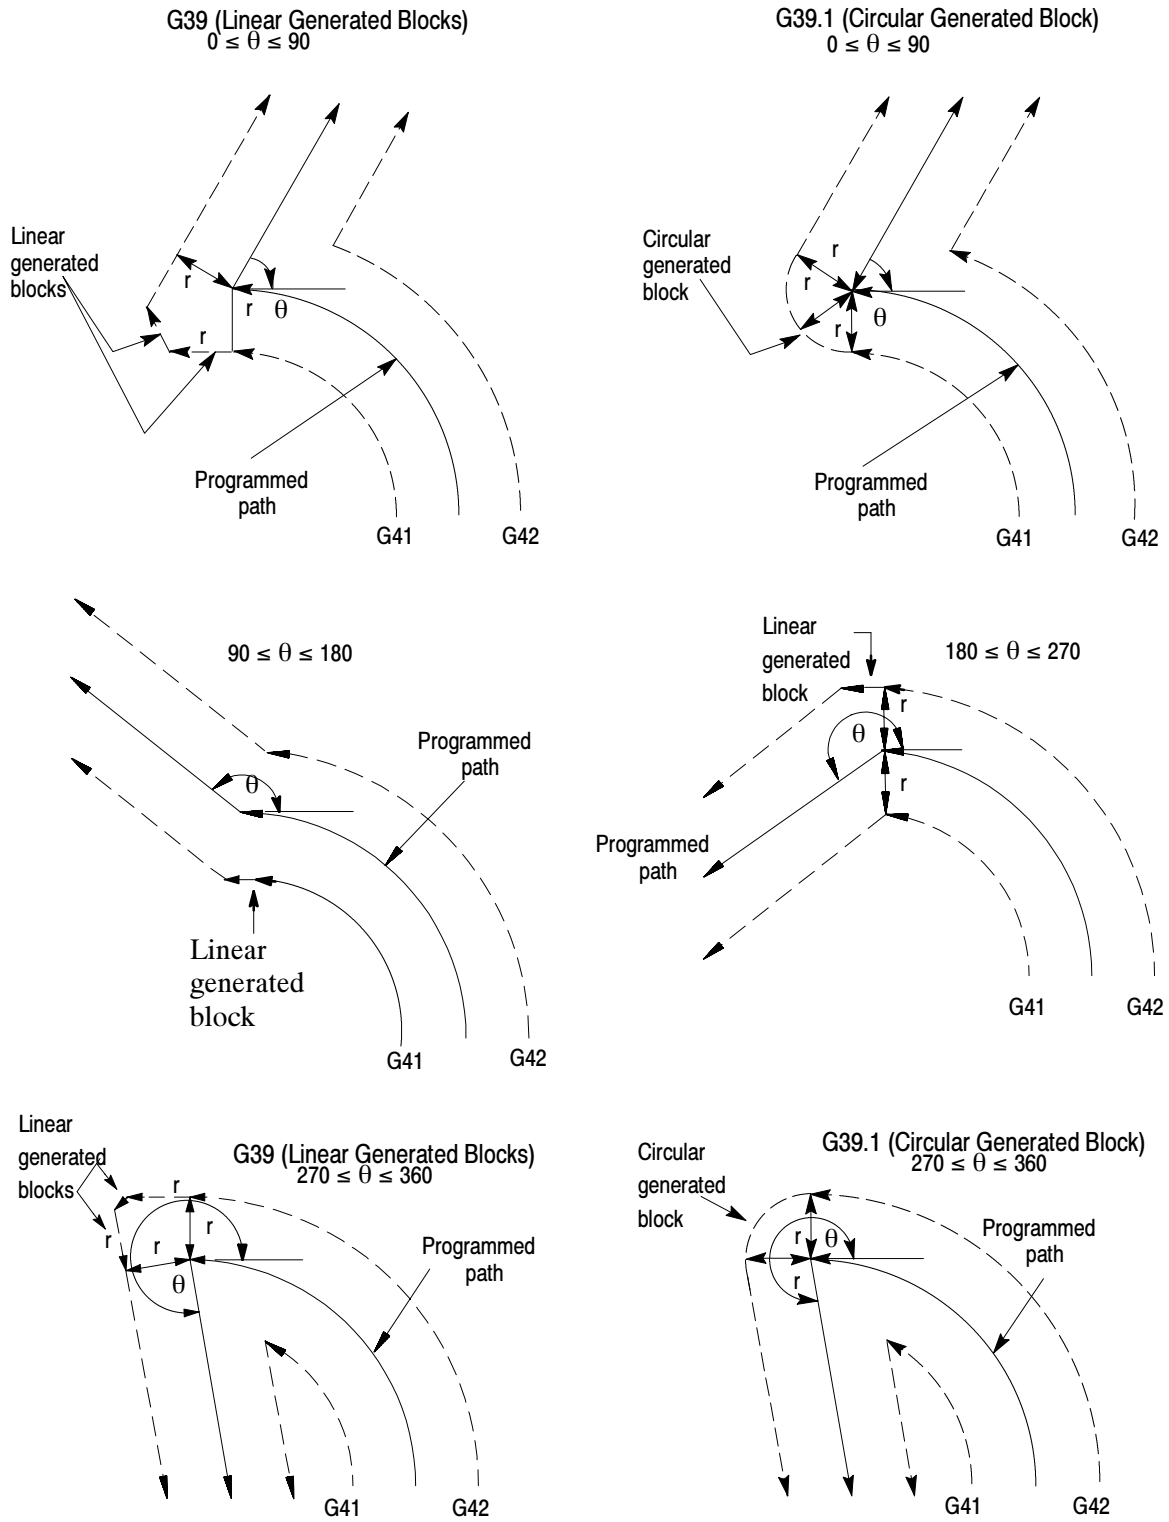 G39 (Linear Generated Blocks)
0 ≤ θ ≤ 90
Linear
generated
blocks
r
r
θ
r
Programmed
path
G41
G42
G39.1 (Circular Generated Block)
0 ≤ θ ≤ 90
Circular
generated
block
r
r
r
θ
Programmed
path
G41
G42
90 ≤ θ ≤ 180
Programmed
path
θ
Linear
generated
block
G41
G42
Linear
generated
block
180 ≤ θ ≤ 270
r
θ
r
Programmed
path
G41
G42
Linear
generated
blocks
G39 (Linear Generated Blocks)
270 ≤ θ ≤ 360
r
r
r
r
θ
Programmed
path
G41
G42
Circular
generated
block
G39.1 (Circular Generated Block)
270 ≤ θ ≤ 360
r
θ
r
Programmed
path
G41
G42